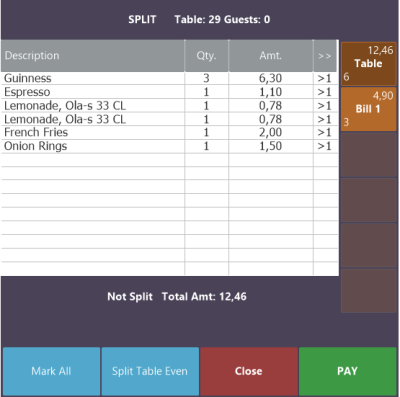 SPLIT Table: 29 Guests: 0
Description Qty. Amt. >>
Guinness 3 6,30 >1
Espresso 1 1,10 >1
Lemonade, Ola-s 33 CL 1 0,78 >1
Lemonade, Ola-s 33 CL 1 0,78 >1
French Fries 1 2,00 >1
Onion Rings 1 1,50 >1
12,46
Table
6
4,90
Bill 1
3
Not Split Total Amt: 12,46
Mark All Split Table Even Close PAY